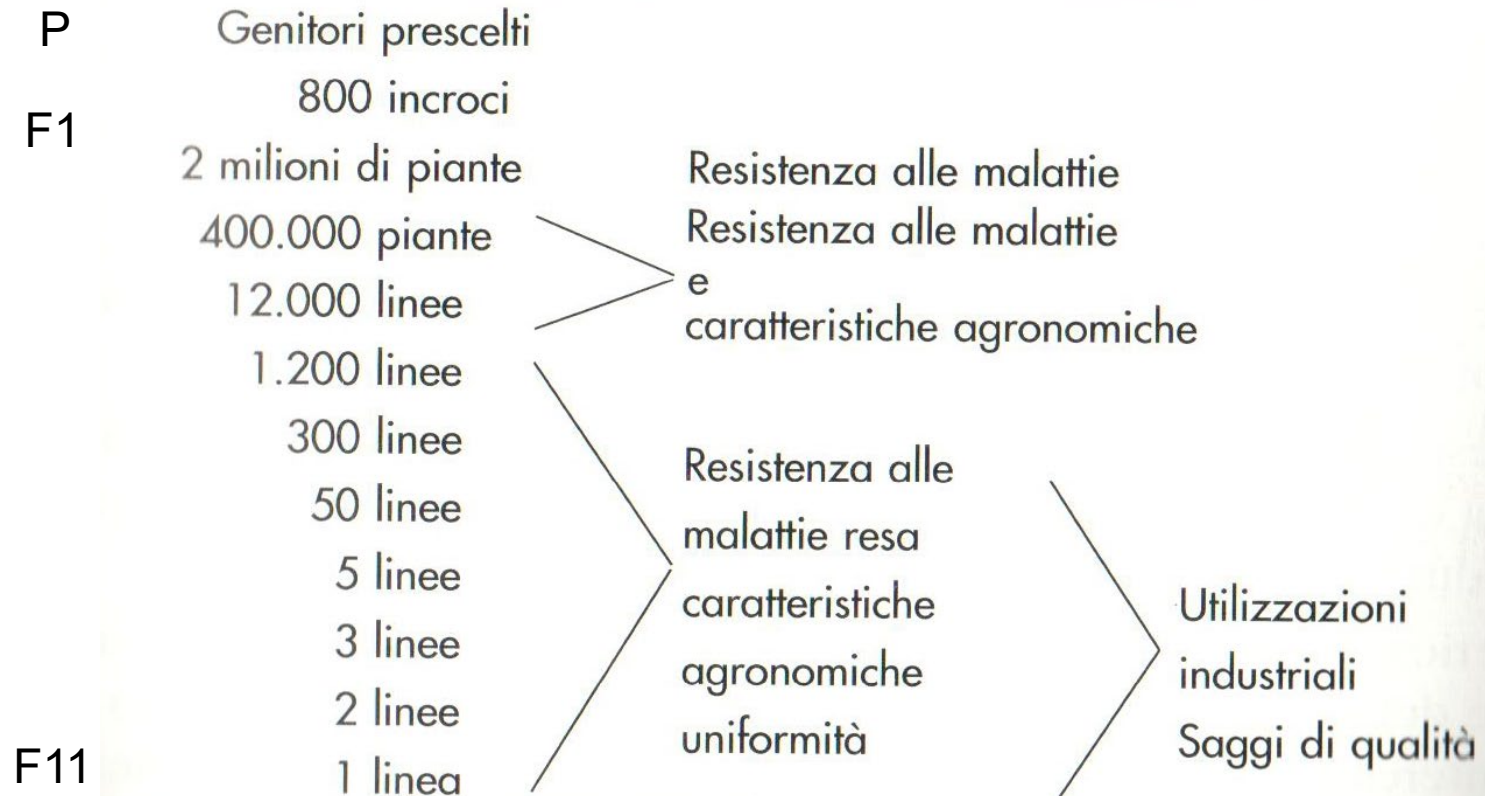 P
Genitori prescelti
800 incroci
F1
2 milioni di piante
400.000 piante
12.000 linee
1.200 linee
300 linee
50 linee
5 linee
3 linee
2 linee
F11
1 linea
Resistenza alle malattie
Resistenza alle malattie
e
caratteristiche agronomiche
Resistenza alle
malattie resa
caratteristiche
agronomiche
uniformità
Utilizzazioni
industriali
Saggi di qualità